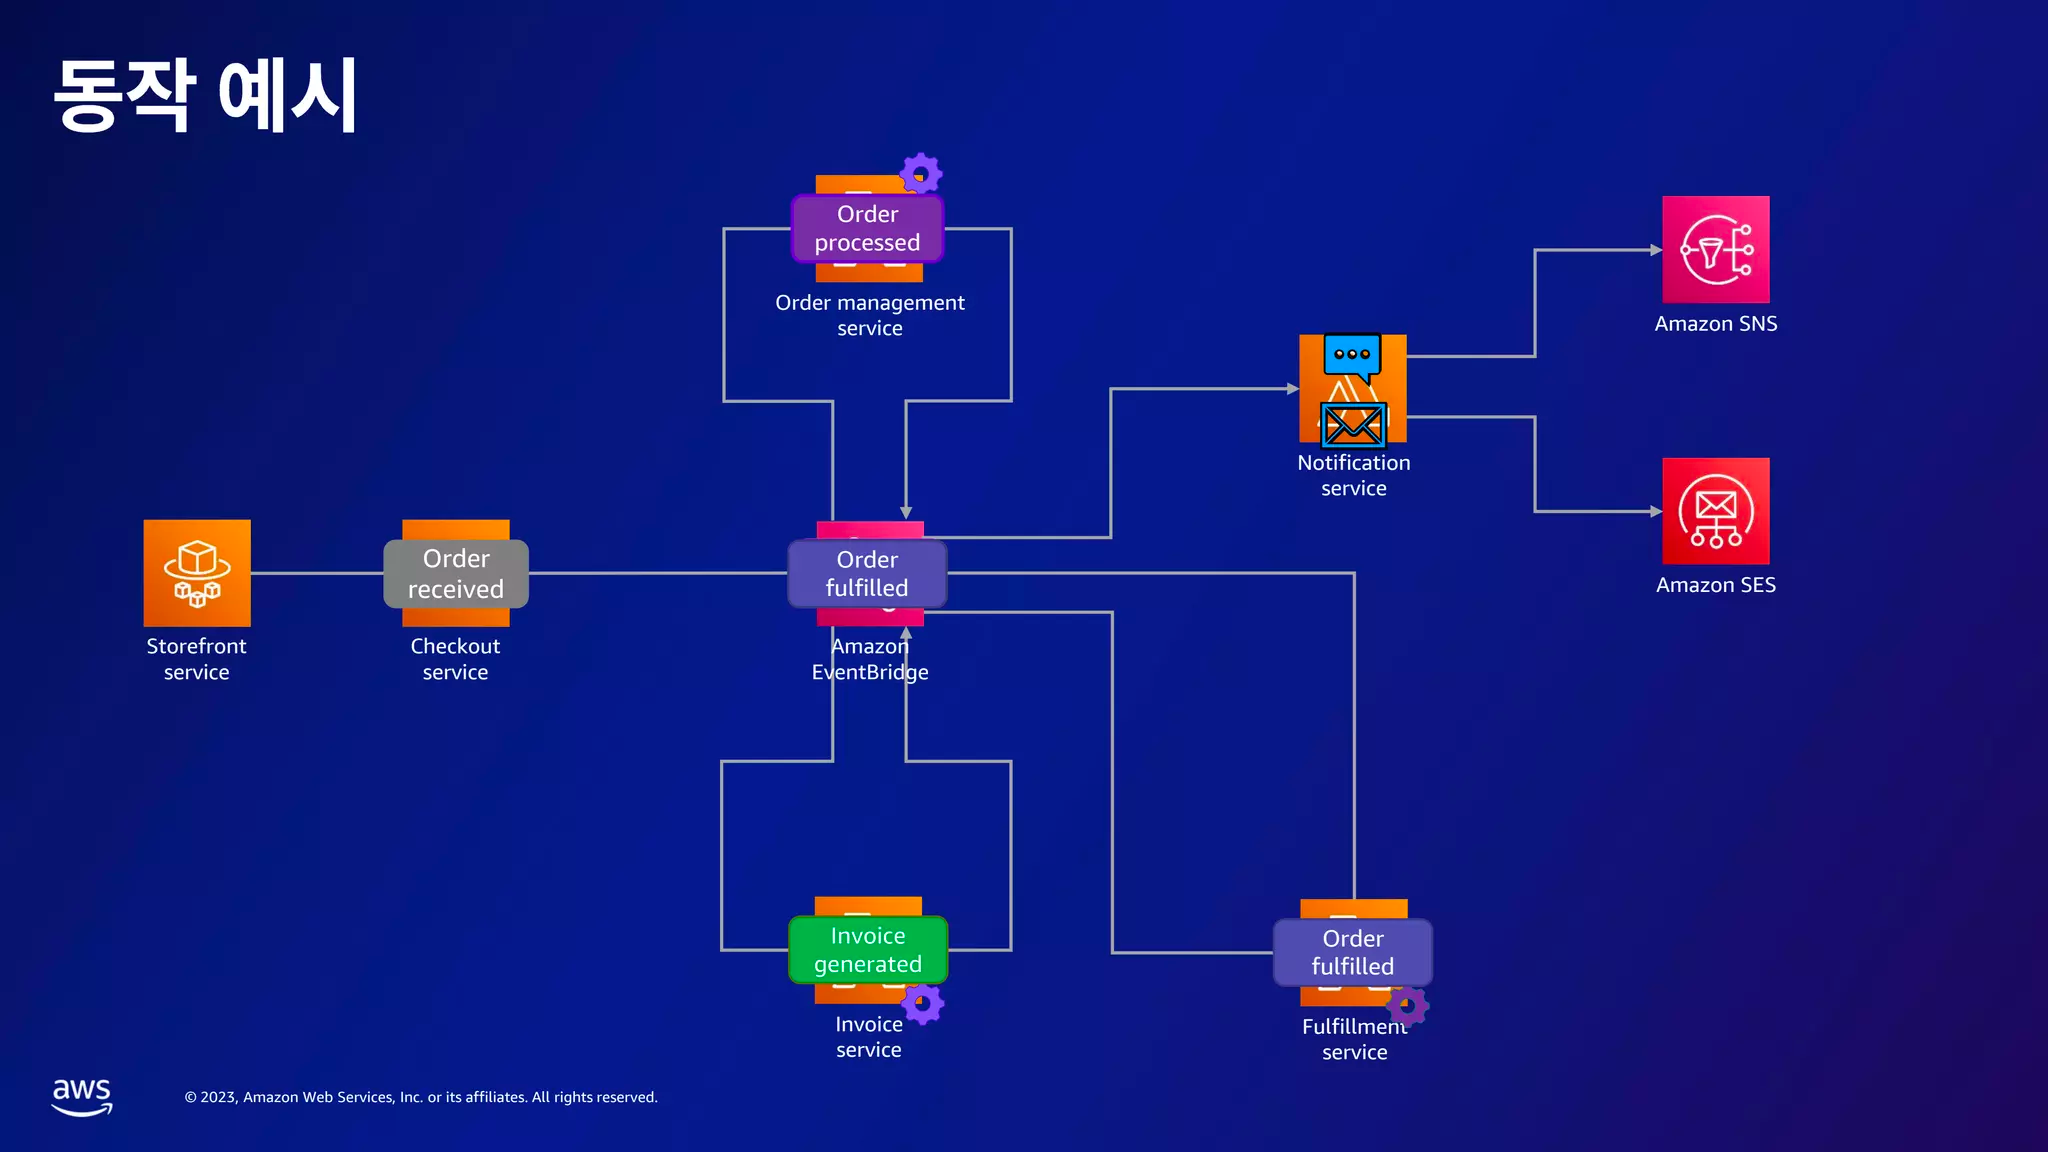 동작 예시
Order
processed
Order management
service
Amazon SNS
Notification
service
Order
received
Order
fulfilled
Amazon SES
Storefront
service
Checkout
service
Amazon
EventBridge
Invoice
generated
Order
fulfilled
Invoice
service
Fulfillment
service
aws
© 2023, Amazon Web Services, Inc. or its affiliates. All rights reserved.